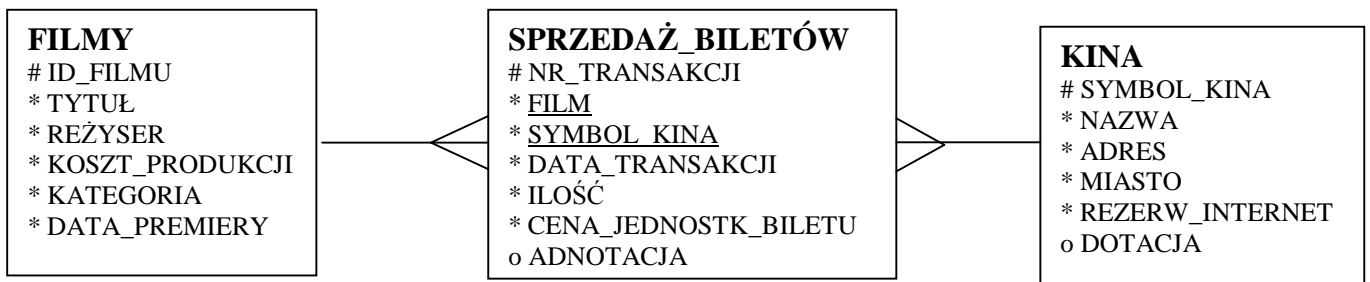 FILMY
# ID_FILMU
* TYTUŁ
* REŻYSER
* KOSZT_PRODUKCJI
* KATEGORIA
* DATA_PREMIERY
SPRZEDAŻ_BILETÓW
# NR_TRANSAKCJI
* FILM
* SYMBOL_KINA
* DATA_TRANSAKCJI
* ILOŚĆ
* CENA_JEDNOSTK_BILETU
o ADNOTACJA
KINA
# SYMBOL_KINA
* NAZWA
* ADRES
* MIASTO
* REZERW_INTERNET
o DOTACJA